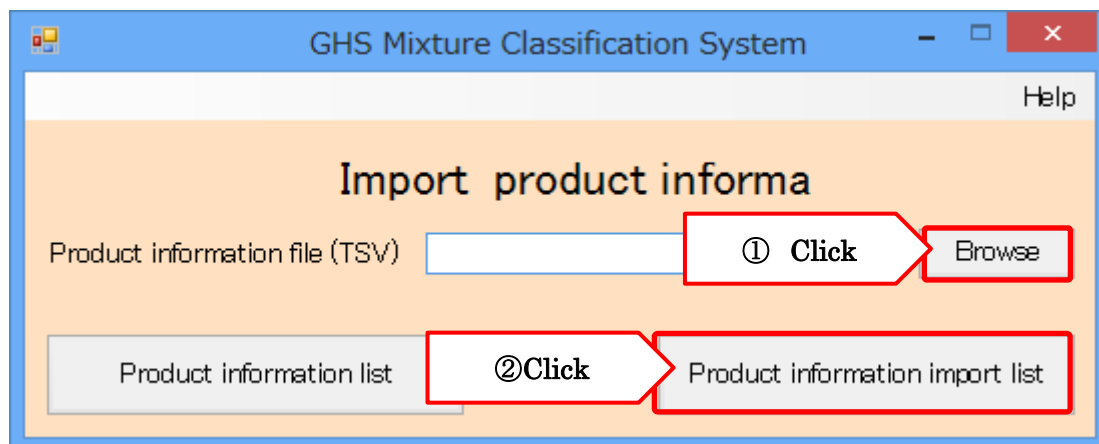 GHS Mixture Classification System
Help
Import product informa
Product information file (TSV)
① Click
Browse
Product information list
②Click
Product information import list